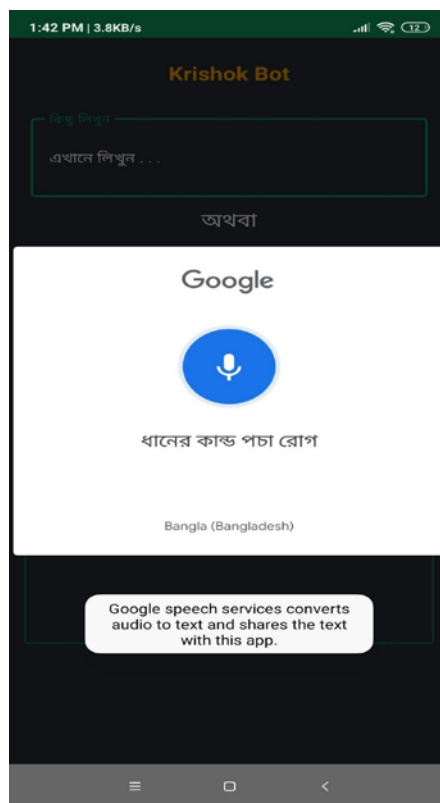 1:42 PM | 3.8KB/s
12
Krishok Bot
কিছু লিখুন
এখানে লিখুন . . .
অথবা
Google
ধানের কান্ড পচা রোগ
Bangla (Bangladesh)
Google speech services converts
audio to text and shares the text
with this app.